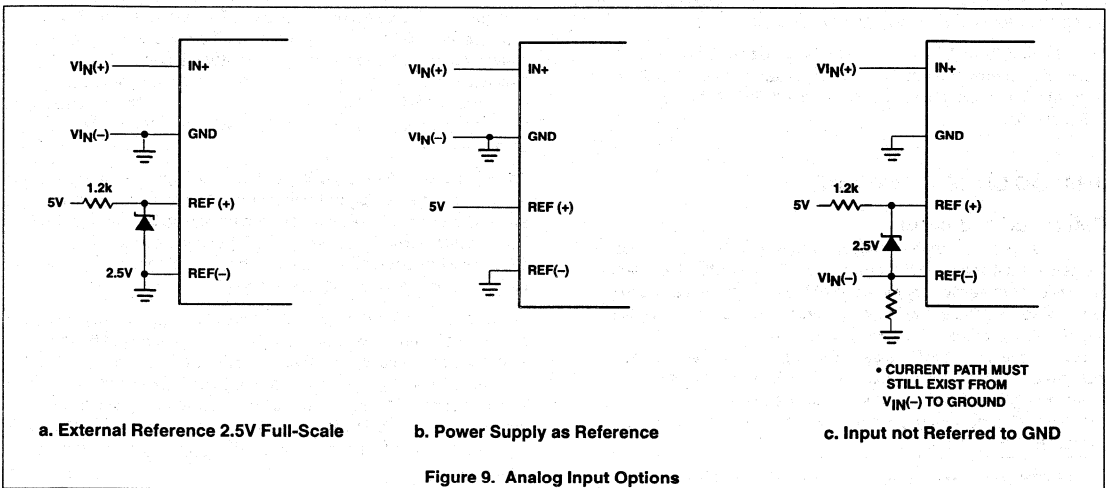 VIN(+)
IN+
VIN(–)
GND
1.2k
5V
REF (+)
2.5V
REF(–)
a. External Reference 2.5V Full-Scale
VIN(+)
IN+
VIN(–)
GND
5V
REF (+)
REF(–)
b. Power Supply as Reference
VIN(+)
IN+
GND
1.2k
5V
REF (+)
2.5V
VIN(–)
REF(–)
• CURRENT PATH MUST
STILL EXIST FROM
VIN(–) TO GROUND
c. Input not Referred to GND
Figure 9. Analog Input Options